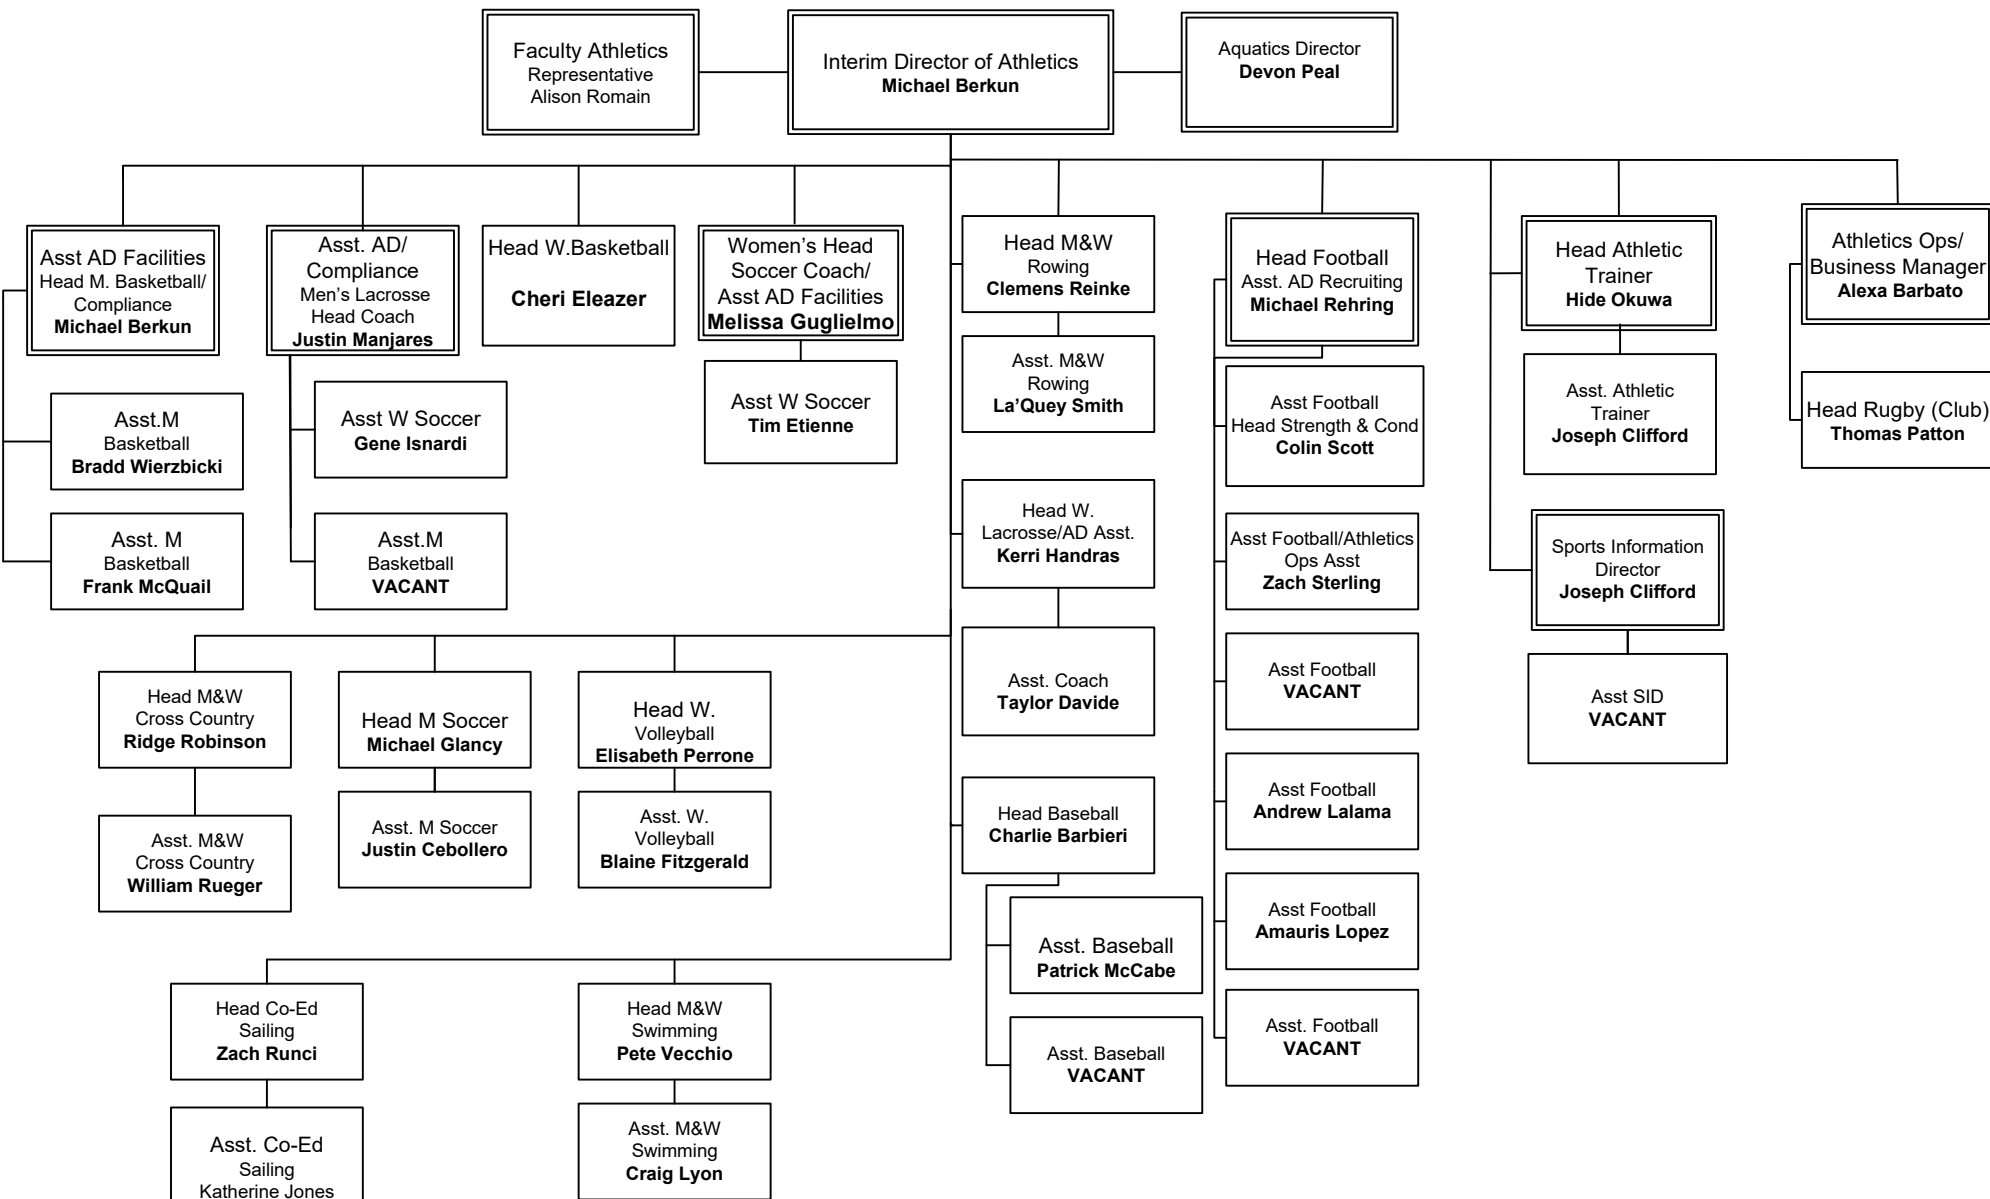 Faculty Athletics
Representative
Alison Romain
Interim Director of Athletics
Michael Berkun
Aquatics Director
Devon Peal
Asst AD Facilities
Head M. Basketball/
Compliance
Michael Berkun
Asst. AD/
Compliance
Men's Lacrosse
Head Coach
Justin Manjares
Head W.Basketball
Cheri Eleazer
Women's Head
Soccer Coach/
Asst AD Facilities
Melissa Guglielmo
Head M&W
Rowing
Clemens Reinke
Head Football
Asst. AD Recruiting
Michael Rehring
Head Athletic
Trainer
Hide Okuwa
Athletics Ops/
Business Manager
Alexa Barbato
Asst.M
Basketball
Bradd Wierzbicki
Asst W Soccer
Gene Isnardi
Asst W Soccer
Tim Etienne
Asst. M&W
Rowing
La'Quey Smith
Asst Football
Head Strength & Cond
Colin Scott
Asst. Athletic
Trainer
Joseph Clifford
Head Rugby (Club)
Thomas Patton
Asst. M
Basketball
Frank McQuail
Asst.M
Basketball
VACANT
Head W.
Lacrosse/AD Asst.
Kerri Handras
Asst Football/Athletics
Ops Asst
Zach Sterling
Sports Information
Director
Joseph Clifford
Head M&W
Cross Country
Ridge Robinson
Head M Soccer
Michael Glancy
Head W.
Volleyball
Elisabeth Perrone
Asst. Coach
Taylor Davide
Asst Football
VACANT
Asst SID
VACANT
Asst. M&W
Cross Country
William Rueger
Asst. M Soccer
Justin Cebollero
Asst. W.
Volleyball
Blaine Fitzgerald
Head Baseball
Charlie Barbieri
Asst Football
Andrew Lalama
Asst. Baseball
Patrick McCabe
Asst Football
Amauris Lopez
Head Co-Ed
Sailing
Zach Runci
Head M&W
Swimming
Pete Vecchio
Asst. Baseball
VACANT
Asst. Football
VACANT
Asst. Co-Ed
Sailing
Katherine Jones
Asst. M&W
Swimming
Craig Lyon